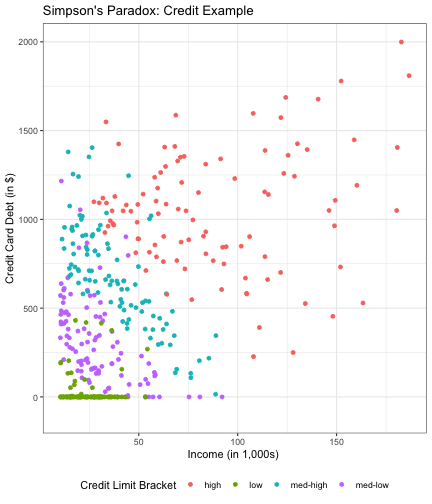 Simpson's Paradox: Credit Example
2000
1500
1000
500
0
Credit Card Debt (in $)
50 100 150
Income (in 1,000s)
Credit Limit Bracket high low med-high med-low